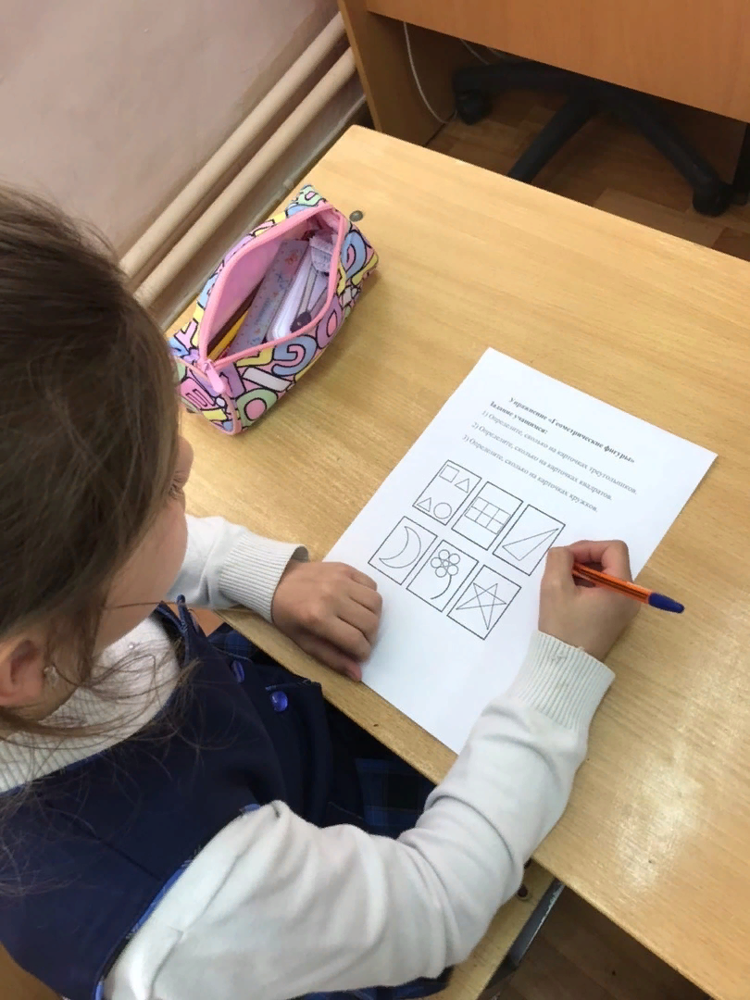 Упражнение «Геометрические фигуры»
Задание учащимся:
1) Определите, сколько на карточках треугольников.
2) Определите, сколько на карточках квадратов.
3) Определите, сколько на карточках кружков.